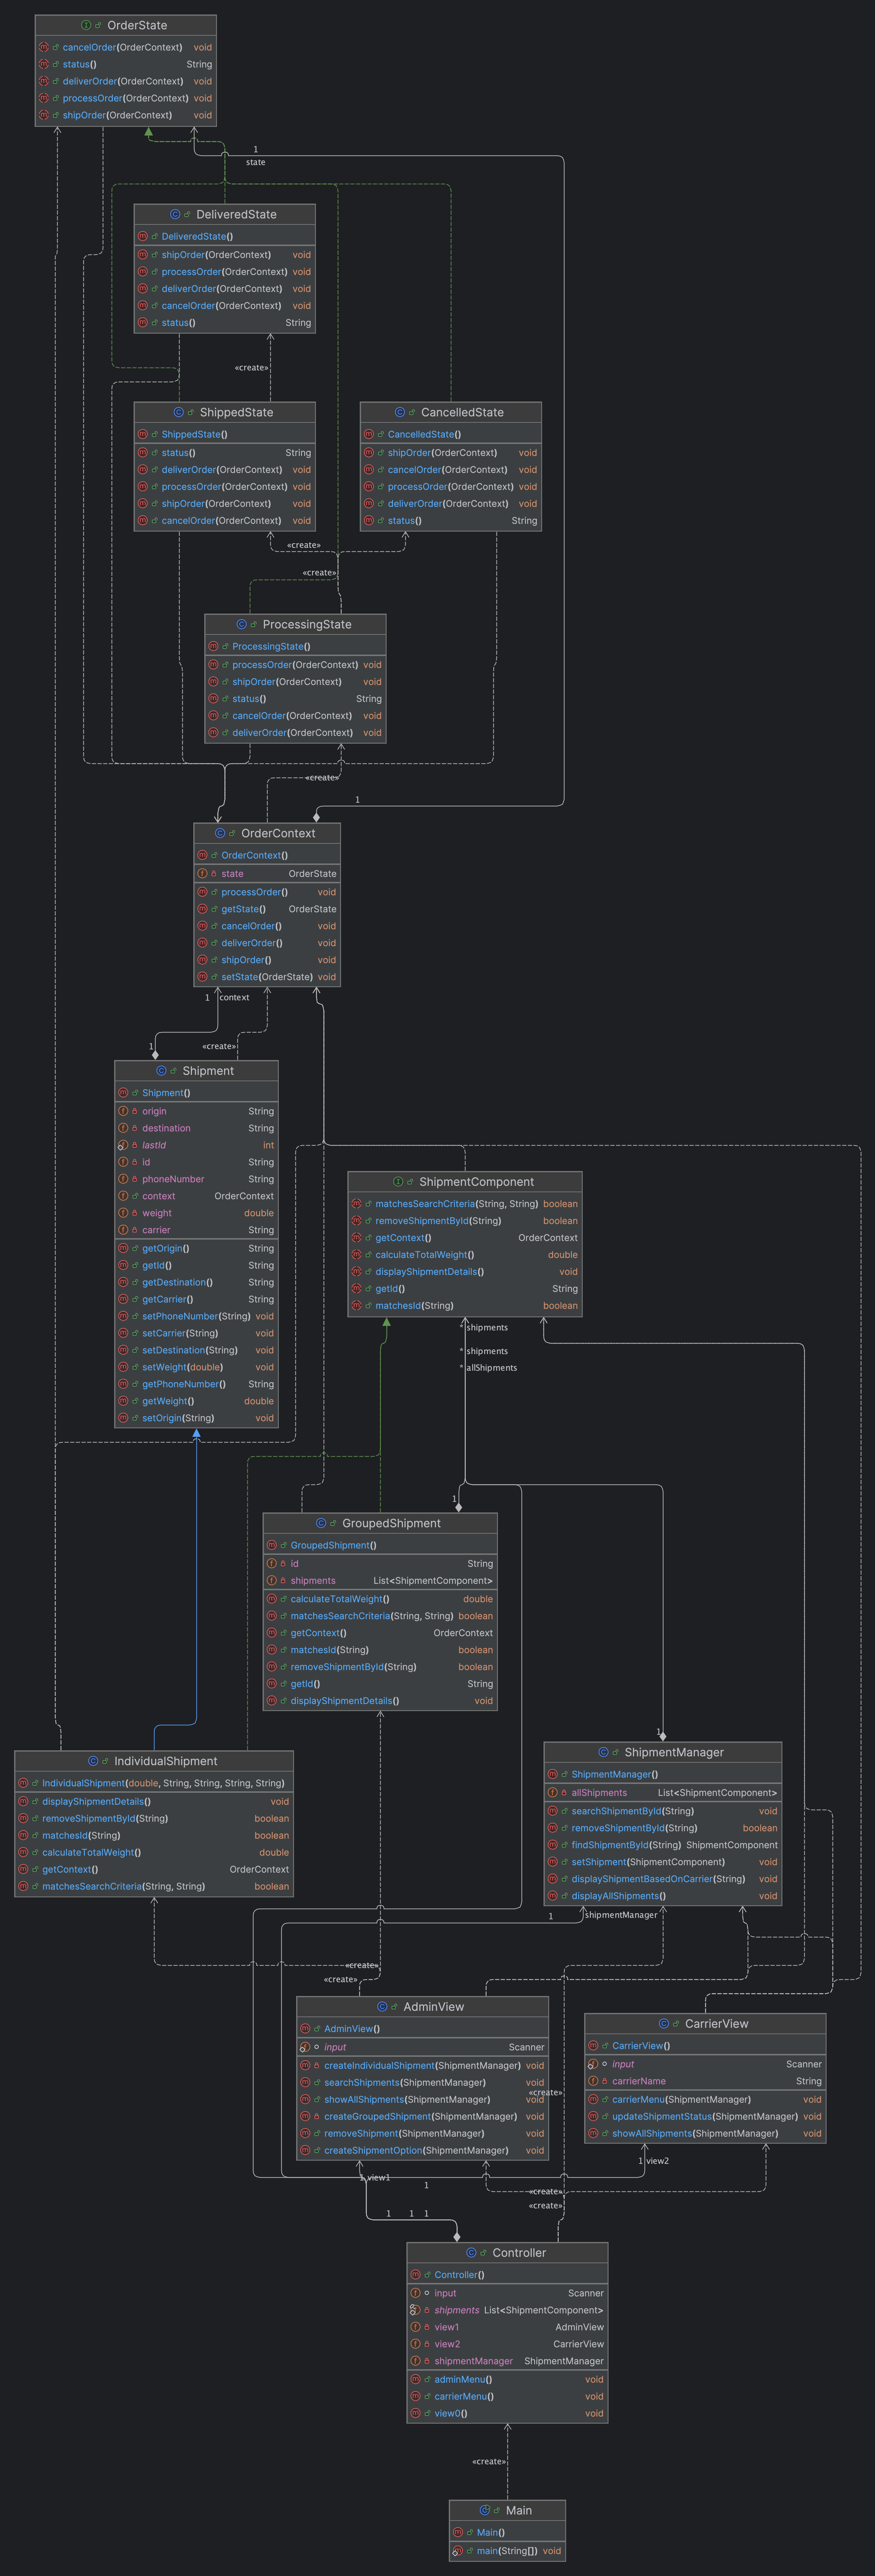 OrderState
cancelOrder(OrderContext) void
status() String
deliverOrder(OrderContext) void
processOrder(OrderContext) void
shipOrder(OrderContext) void
1
state
DeliveredState
DeliveredState()
shipOrder(OrderContext) void
processOrder(OrderContext) void
deliverOrder(OrderContext) void
cancelOrder(OrderContext) void
status() String
«create»
ShippedState
ShippedState()
status() String
deliverOrder(OrderContext) void
processOrder(OrderContext) void
shipOrder(OrderContext) void
cancelOrder(OrderContext) void
CancelledState
CancelledState()
shipOrder(OrderContext) void
cancelOrder(OrderContext) void
processOrder(OrderContext) void
deliverOrder(OrderContext) void
status() String
«create»
«create»
ProcessingState
ProcessingState()
processOrder(OrderContext) void
shipOrder(OrderContext) void
status() String
cancelOrder(OrderContext) void
deliverOrder(OrderContext) void
«create»
1
OrderContext
OrderContext()
state OrderState
processOrder() void
getState() OrderState
cancelOrder() void
deliverOrder() void
shipOrder() void
setState(OrderState) void
1 context
1 «create»
Shipment
Shipment()
origin String
destination String
lastId int
id String
phoneNumber String
context OrderContext
weight double
carrier String
getOrigin() String
getId() String
getDestination() String
getCarrier() String
setPhoneNumber(String) void
setCarrier(String) void
setDestination(String) void
setWeight(double) void
getPhoneNumber() String
getWeight() double
setOrigin(String) void
ShipmentComponent
matchesSearchCriteria(String, String) boolean
removeShipmentById(String) boolean
getContext() OrderContext
calculateTotalWeight() double
displayShipmentDetails() void
getId() String
matchesId(String) boolean
* shipments
* shipments
* allShipments
1
GroupedShipment
GroupedShipment()
id String
shipments List<ShipmentComponent>
calculateTotalWeight() double
matchesSearchCriteria(String, String) boolean
getContext() OrderContext
matchesId(String) boolean
removeShipmentById(String) boolean
getId() String
displayShipmentDetails() void
1
IndividualShipment
IndividualShipment(double, String, String, String, String)
displayShipmentDetails() void
removeShipmentById(String) boolean
matchesId(String) boolean
calculateTotalWeight() double
getContext() OrderContext
matchesSearchCriteria(String, String) boolean
ShipmentManager
ShipmentManager()
allShipments List<ShipmentComponent>
searchShipmentById(String) void
removeShipmentById(String) boolean
findShipmentById(String) ShipmentComponent
setShipment(ShipmentComponent) void
displayShipmentBasedOnCarrier(String) void
displayAllShipments() void
1 shipmentManager
«create»
«create»
AdminView
AdminView()
input Scanner
createIndividualShipment(ShipmentManager) void
searchShipments(ShipmentManager) void
showAllShipments(ShipmentManager) void
createGroupedShipment(ShipmentManager) void
removeShipment(ShipmentManager) void
createShipmentOption(ShipmentManager) void
«create»
CarrierView
CarrierView()
input Scanner
carrierName String
carrierMenu(ShipmentManager) void
updateShipmentStatus(ShipmentManager) void
showAllShipments(ShipmentManager) void
1 view2
1 view1
1
«create»
«create»
1 1 1
Controller
Controller()
input Scanner
shipments List<ShipmentComponent>
view1 AdminView
view2 CarrierView
shipmentManager ShipmentManager
adminMenu() void
carrierMenu() void
view0() void
«create»
Main
Main()
main(String[]) void